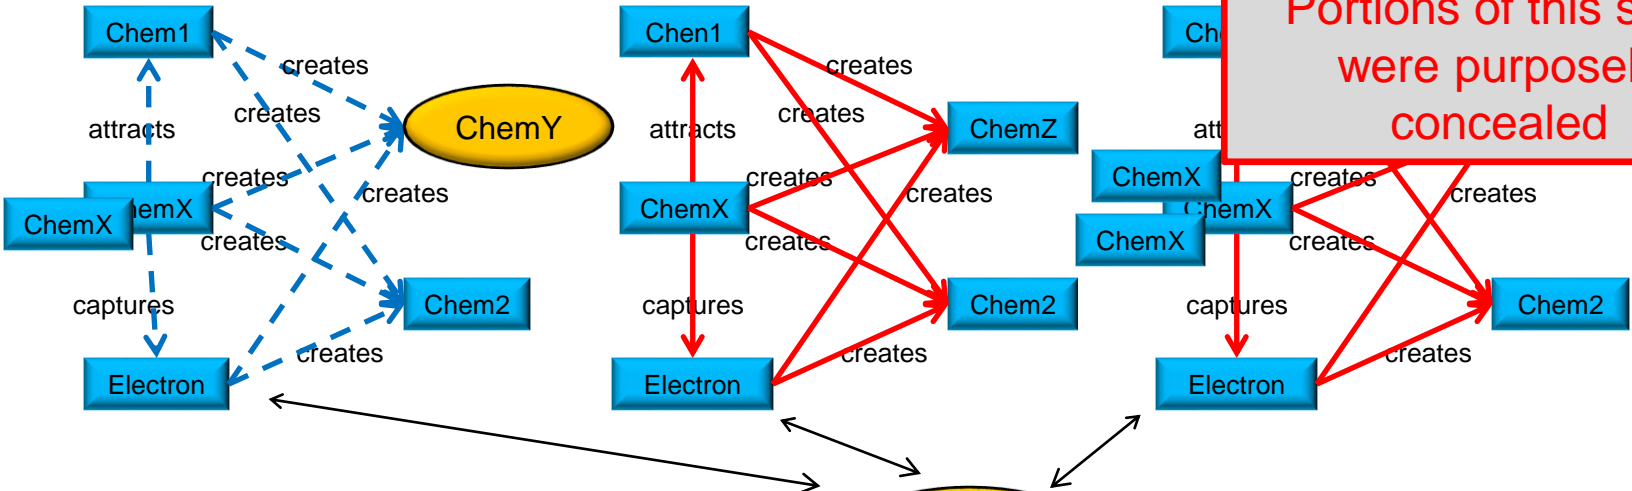 Chem1
creates
creates
attracts
ChemY
creates
ChemX
creates
creates
captures
Chem2
creates
Electron
Chen1
creates
creates
attracts
ChemZ
creates
ChemX
creates
creates
captures
Chem2
creates
Electron
Portions of this
were
concealed
ChemX
creates
ChemX
creates
ChemX
creates
captures
Chem2
creates
Electron